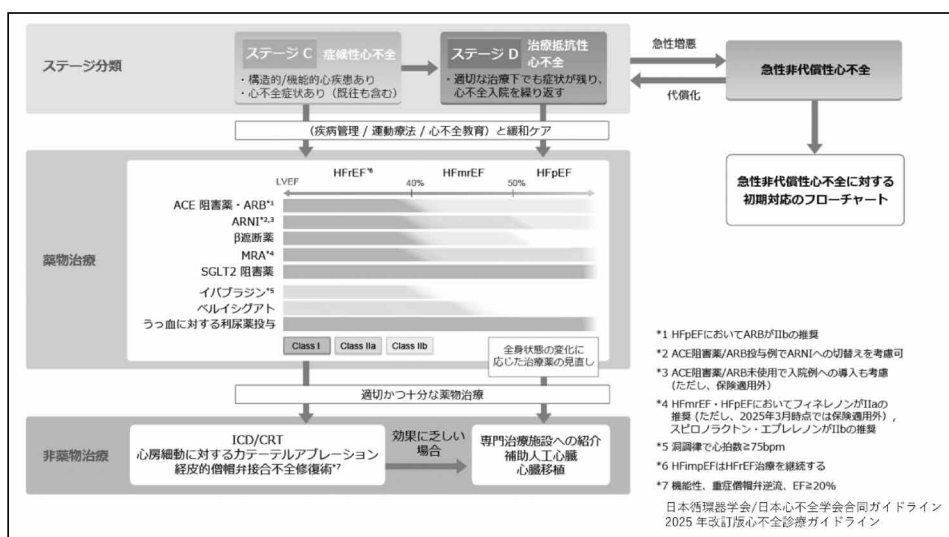 ステージ分類
ステージ C 症候性心不全
・構造的/機能的心疾患あり
・心不全症状あり（既往も含む）
ステージ D 治療抵抗性
心不全
・適切な治療下でも症状が残り、
心不全入院を繰り返す
急性増悪
代償化
急性非代償性心不全
（疾病管理 / 運動療法 / 心不全教育）と緩和ケア
急性非代償性心不全に対する
初期対応のフローチャート
薬物治療
HFrEF*6 HFmrEF HFpEF
LVEF 40% 50%
ACE 阻害薬・ARB*1
ARNI*2,3
β遮断薬
MRA*4
SGLT2 阻害薬
イバブラジン*5
ベルイシグアト
うっ血に対する利尿薬投与
Class I Class IIa Class IIb
全身状態の変化に
応じた治療薬の見直し
適切かつ十分な薬物治療
非薬物治療
ICD/CRT
心房細動に対するカテーテルアブレーション
経皮的僧帽弁接合不全修復術*7
効果に乏しい
場合
専門治療施設への紹介
補助人工心臓
心臓移植
*1 HFpEFにおいてARBがIIbの推奨
*2 ACE阻害薬/ARB投与例でARNIへの切替えを考慮可
*3 ACE阻害薬/ARB未使用で入院例への導入も考慮
（ただし、保険適用外）
*4 HFmrEF・HFpEFにおいてフィネレノンがIIaの
推奨（ただし、2025年3月時点では保険適用外）,
スピロノラクトン・エプレレノンがIIbの推奨
*5 洞調律で心拍数≧75bpm
*6 HFimpEFはHFrEF治療を継続する
*7 機能性、重症僧帽弁逆流、EF≧20%
日本循環器学会/日本心不全学会合同ガイドライン
2025 年改訂版心不全診療ガイドライン